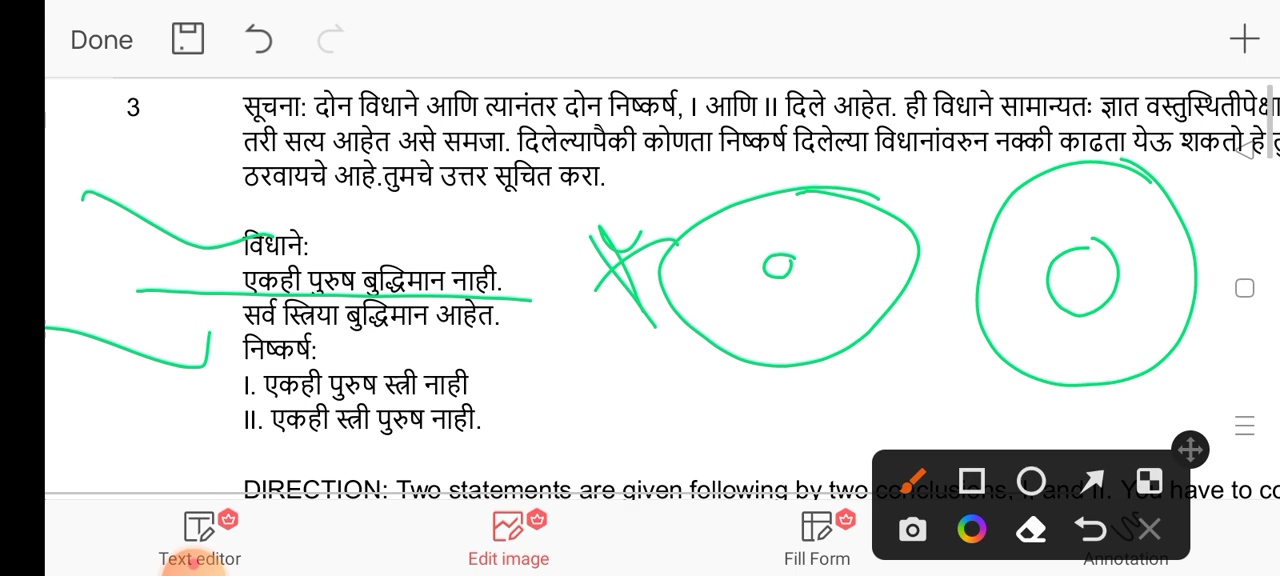 Done
3
सूचना: दोन विधाने आणि त्यानंतर दोन निष्कर्ष, I आणि II दिले आहेत. ही विधाने सामान्यतः ज्ञात वस्तुस्थितीपेक्षा
तरी सत्य आहेत असे समजा. दिलेल्यापैकी कोणता निष्कर्ष दिलेल्या विधानांवरुन नक्की काढता येऊ शकतो हे
ठरवायचे आहे.तुमचे उत्तर सूचित करा.
विधाने:
एकही पुरुष बुद्धिमान नाही.
सर्व स्त्रिया बुद्धिमान आहेत.
निष्कर्ष:
I. एकही पुरुष स्त्री नाही
II. एकही स्त्री पुरुष नाही.
DIRECTION: Two statements are given following by two conclusions, I and II. You have to
Text editor
Edit image
Fill Form
Annotation